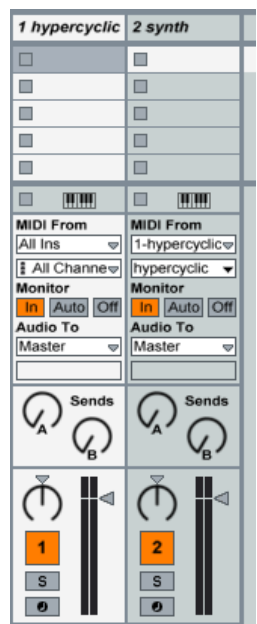 1 hypercyclic 2 synth
MIDI From MIDI From
All Ins 1-hypercyclic
All Channe hypercyclic
Monitor Monitor
In Auto Off In Auto Off
Audio To Audio To
Master Master
Sends Sends
A A
B B
1 2
S S